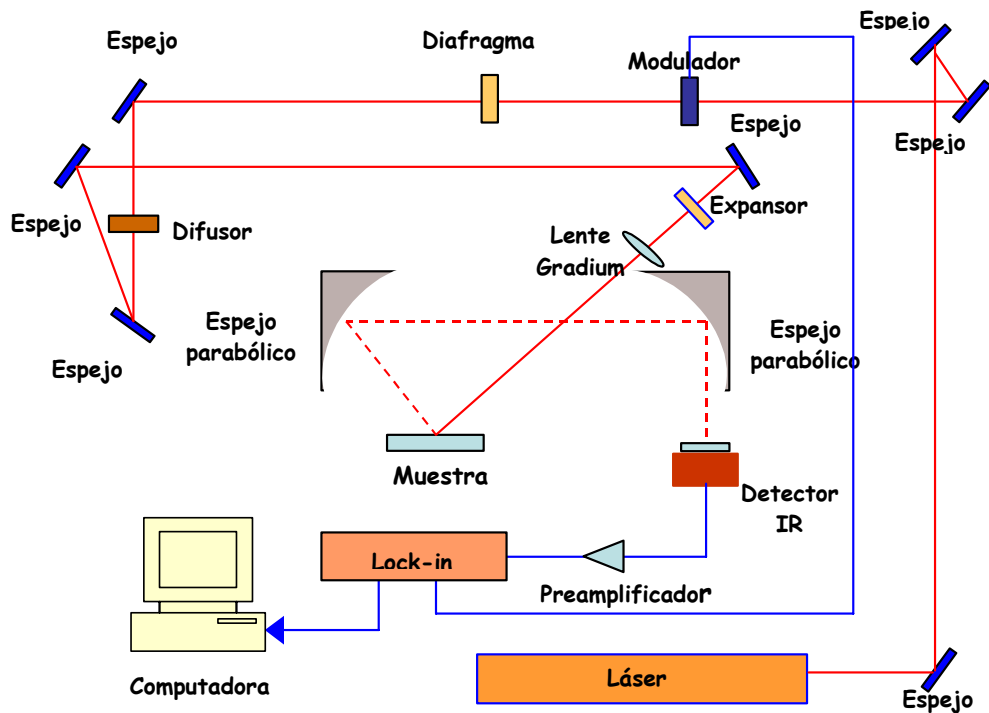 Espejo
Espejo
Diafragma
Modulador
Espejo
Espejo
Espejo
Difusor
Expansor
Lente
Gradium
Espejo
parabólico
Espejo
parabólico
Espejo
Muestra
Detector
IR
Lock-in
Preamplificador
Computadora
Láser
Espejo